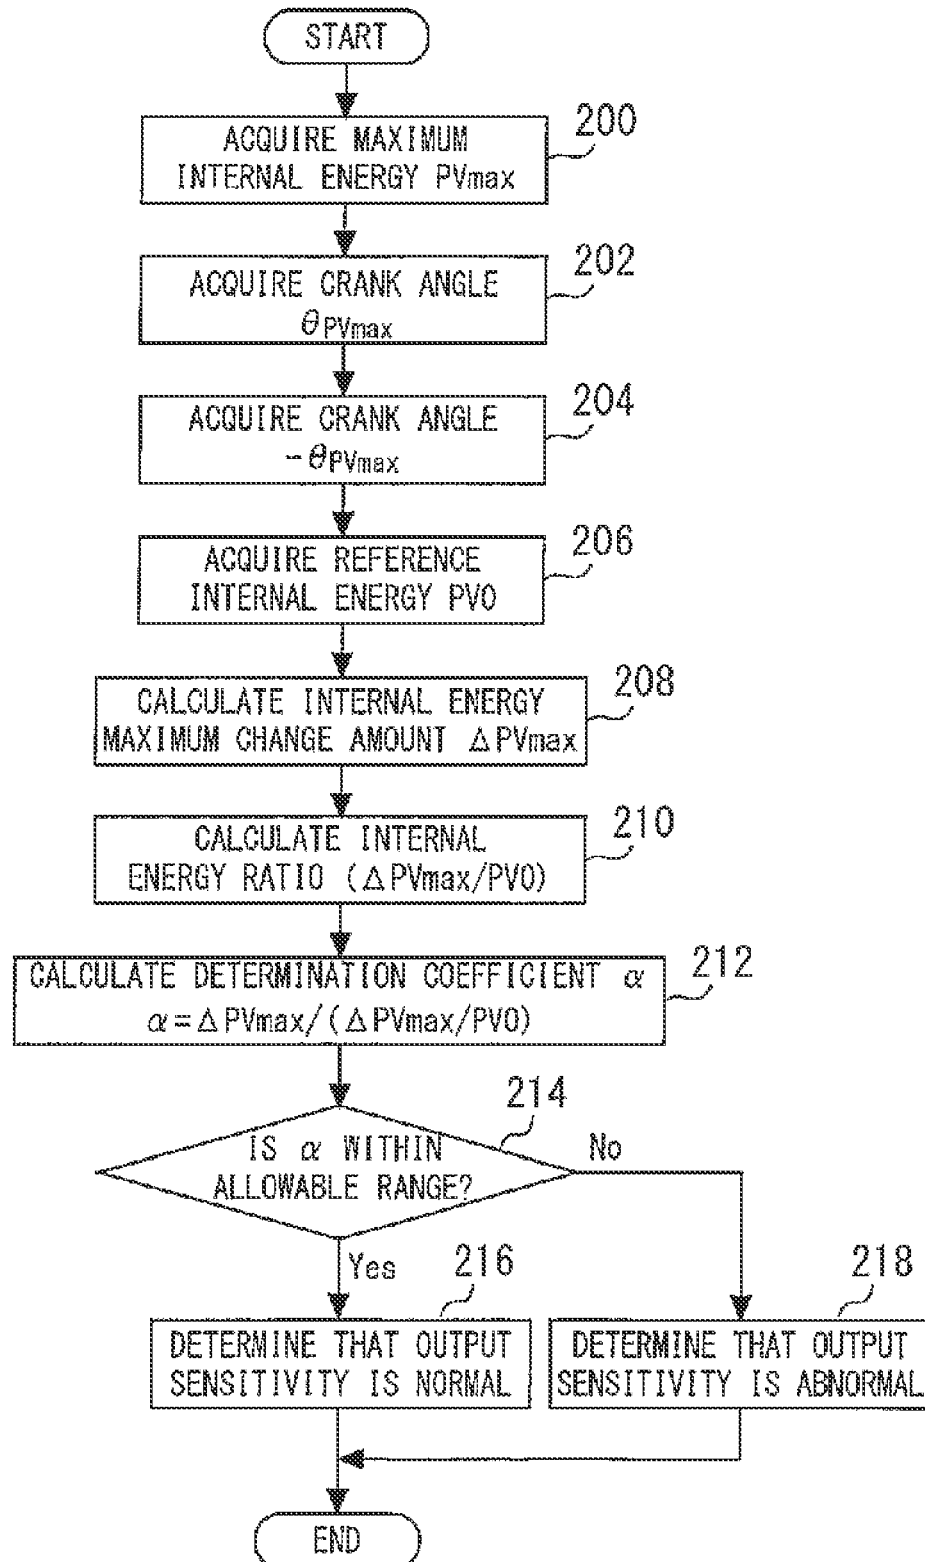 START
ACQUIRE MAXIMUM
INTERNAL ENERGY PVmax
200
ACQUIRE CRANK ANGLE
θPVmax
202
ACQUIRE CRANK ANGLE
-θPVmax
204
ACQUIRE REFERENCE
INTERNAL ENERGY PV0
206
CALCULATE INTERNAL ENERGY
MAXIMUM CHANGE AMOUNT ΔPVmax
208
CALCULATE INTERNAL
ENERGY RATIO (ΔPVmax/PV0)
210
CALCULATE DETERMINATION COEFFICIENT α
α=ΔPVmax/(ΔPVmax/PV0)
212
IS α WITHIN
ALLOWABLE RANGE?
214
No
Yes
216
DETERMINE THAT OUTPUT
SENSITIVITY IS NORMAL
218
DETERMINE THAT OUTPUT
SENSITIVITY IS ABNORMAL
END